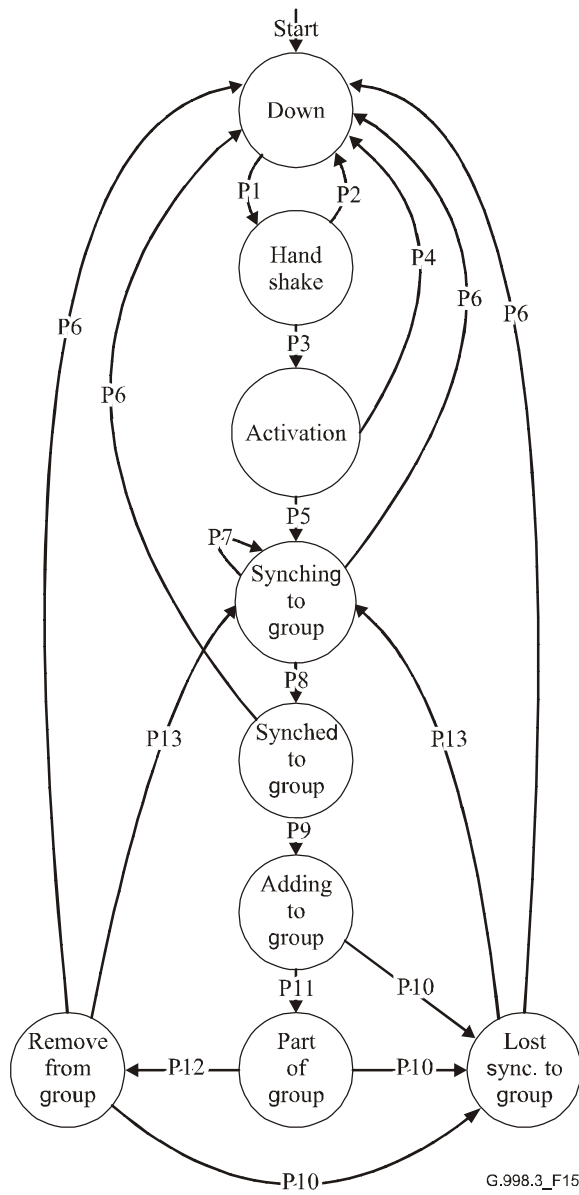 Start
Down
P1
P2
Hand
shake
P4
P6
P6
P6
P3
P6
Activation
P5
P7
Synching
to
group
P8
P13
P13
Synched
to
group
P9
Adding
to
group
P10
P11
Remove
from
group
P12
Part
of
group
P10
Lost
sync. to
group
P10
G.998.3_F15